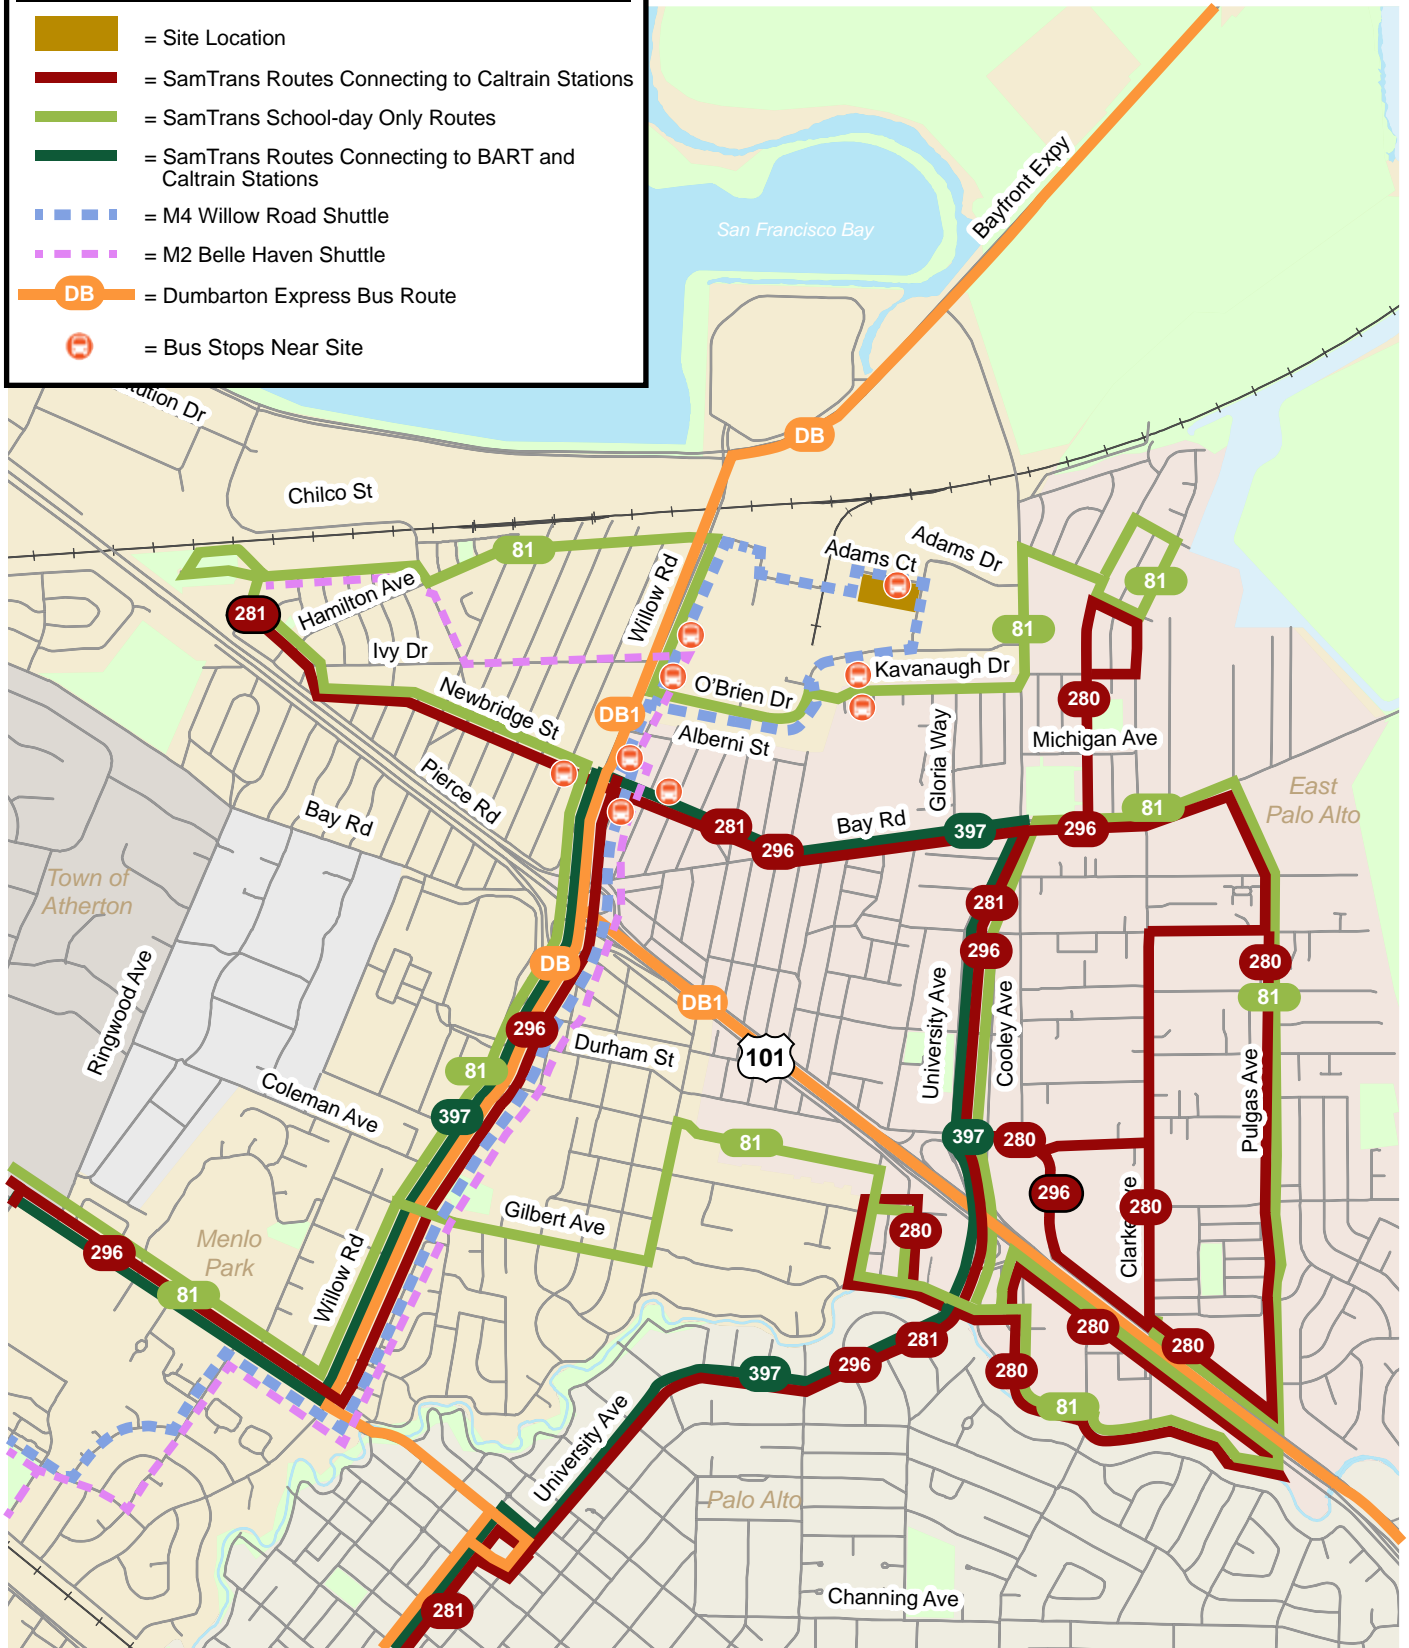 = Site Location
= SamTrans Routes Connecting to Caltrain Stations
= SamTrans School-day Only Routes
= SamTrans Routes Connecting to BART and
Caltrain Stations
= M4 Willow Road Shuttle
= M2 Belle Haven Shuttle
DB
= Dumbarton Express Bus Route
= Bus Stops Near Site
Bayfront Expy
San Francisco Bay
Dr
DB
Chilco St
81
Adams Ct
Adams Dr
Willow Rd
Hamilton Ave
81
281
81
Ivy Dr
Kavanaugh Dr
O'Brien Dr
280
Newbridge St
DB1
Gloria Way
Alberni St
Michigan Ave
Pierce Rd
East
Palo Alto
Bay Rd
81
281
Bay Rd
397
296
296
Town of
Atherton
281
296
DB
280
Ringwood Ave
DB1
University Ave
Cooley Ave
81
296
Durham St
101
81
Coleman Ave
Pulgas Ave
397
81
397
280
296
Clarke Ave
280
Gilbert Ave
280
Menlo
Park
296
Willow Rd
81
280
280
281
296
397
280
81
University Ave
Palo Alto
Channing Ave
281